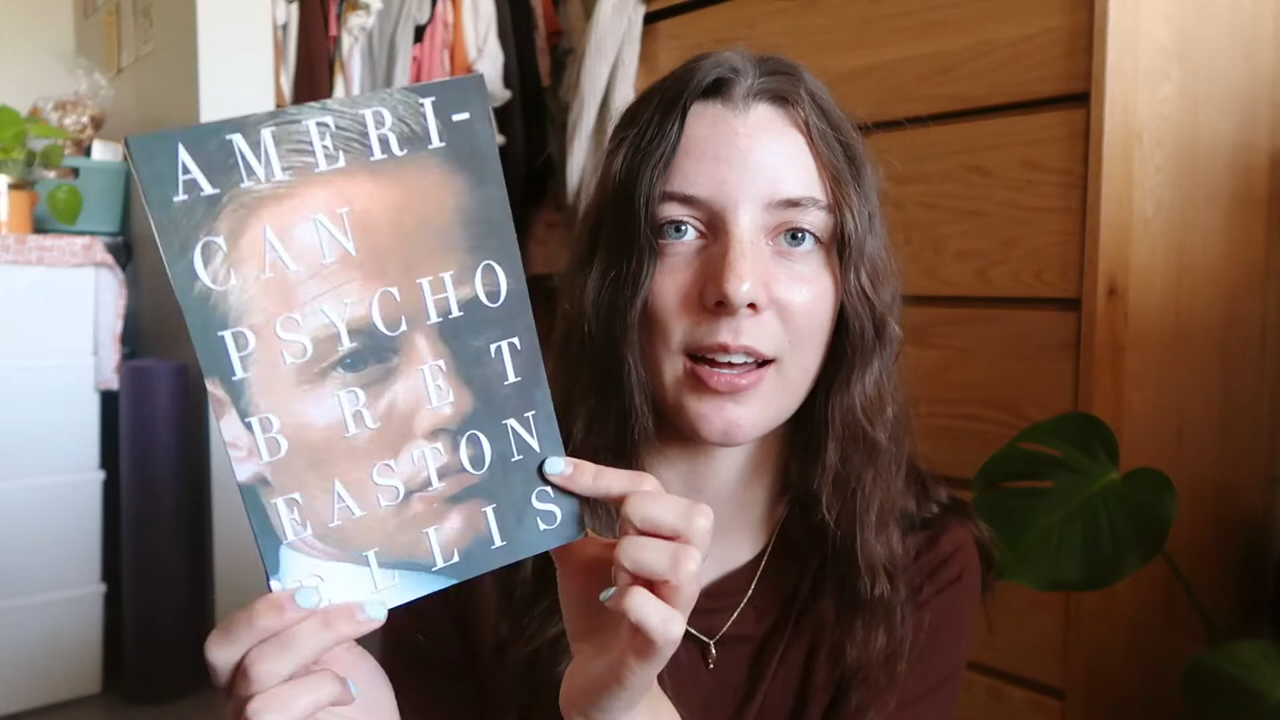 AMERI-
CAN
PSYCHO
BRET
EASTON
ELLIS